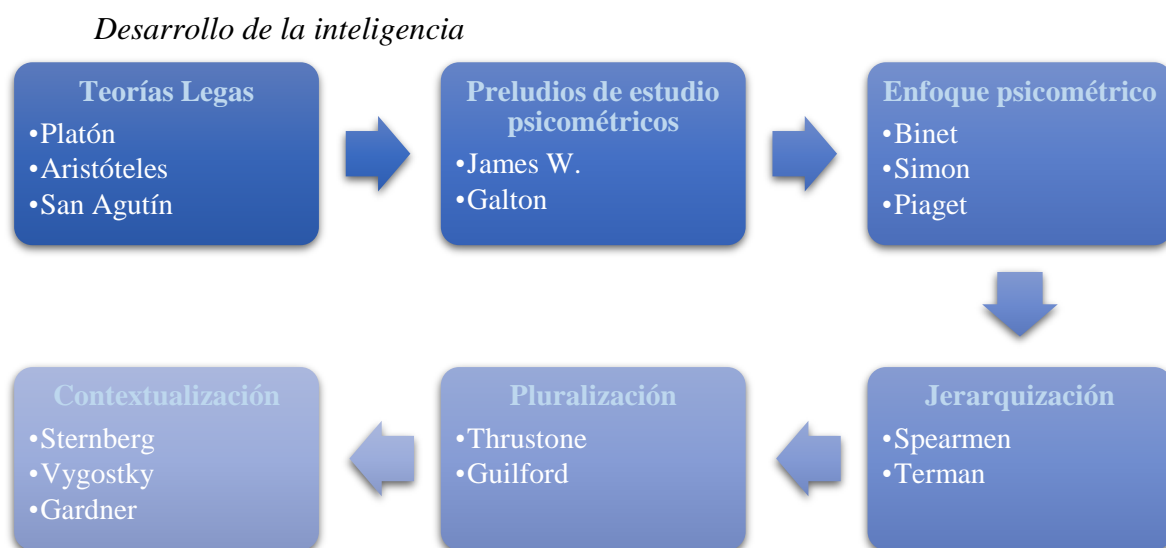 Desarrollo de la inteligencia
Teorías Legas
•Platón
•Aristóteles
•San Agutín
Preludios de estudio
psicométricos
•James W.
•Galton
Enfoque psicométrico
•Binet
•Simon
•Piaget
Jerarquización
•Spearmen
•Terman
Pluralización
•Thrustone
•Guilford
Contextualización
•Sternberg
•Vygostky
•Gardner